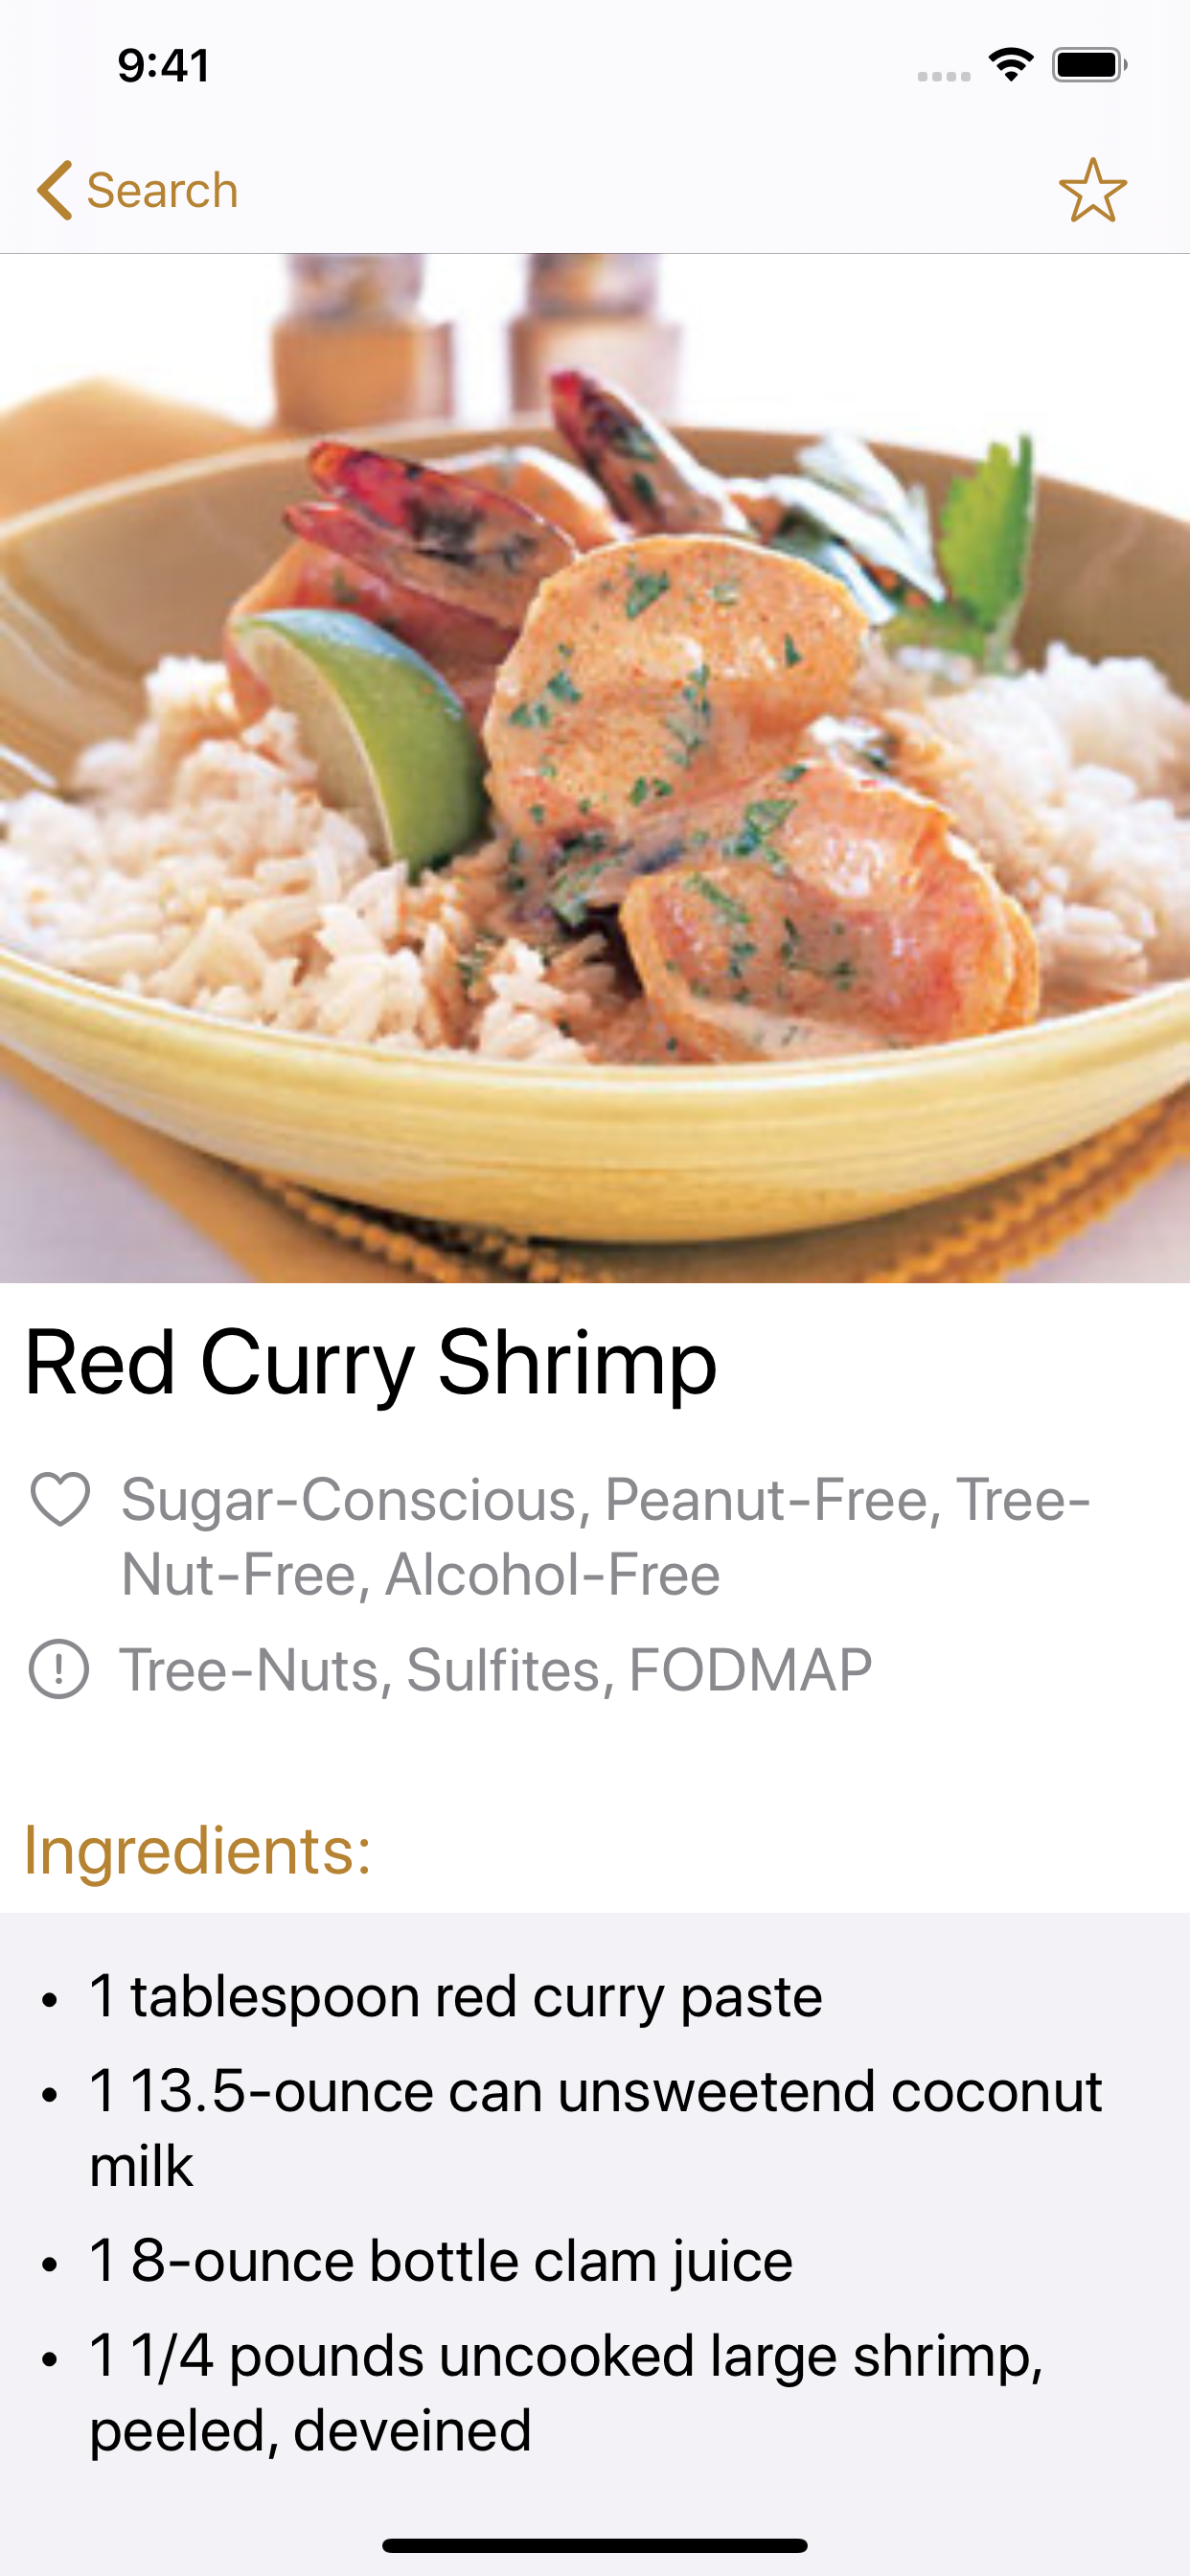 9:41
Search
Red Curry Shrimp
Sugar-Conscious, Peanut-Free, Tree-
Nut-Free, Alcohol-Free
Tree-Nuts, Sulfites, FODMAP
Ingredients:
• 1 tablespoon red curry paste
• 1 13.5-ounce can unsweetend coconut
milk
• 1 8-ounce bottle clam juice
• 1 1/4 pounds uncooked large shrimp,
peeled, deveined